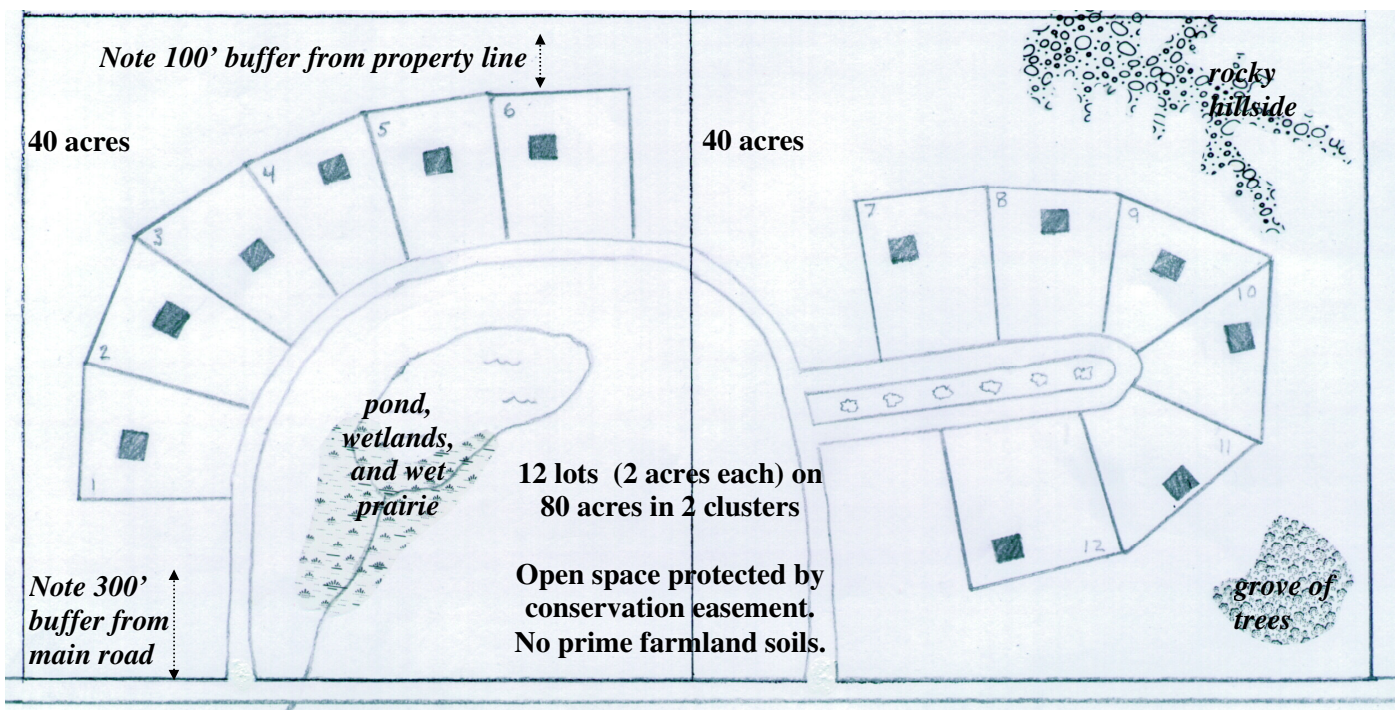 Note 100’ buffer from property line
40 acres
40 acres
rocky
hillside
1
2
3
4
5
6
7
8
9
10
11
12
pond,
wetlands,
and wet
prairie
12 lots (2 acres each) on
80 acres in 2 clusters
Open space protected by
conservation easement.
No prime farmland soils.
Note 300’
buffer from
main road
grove of
trees